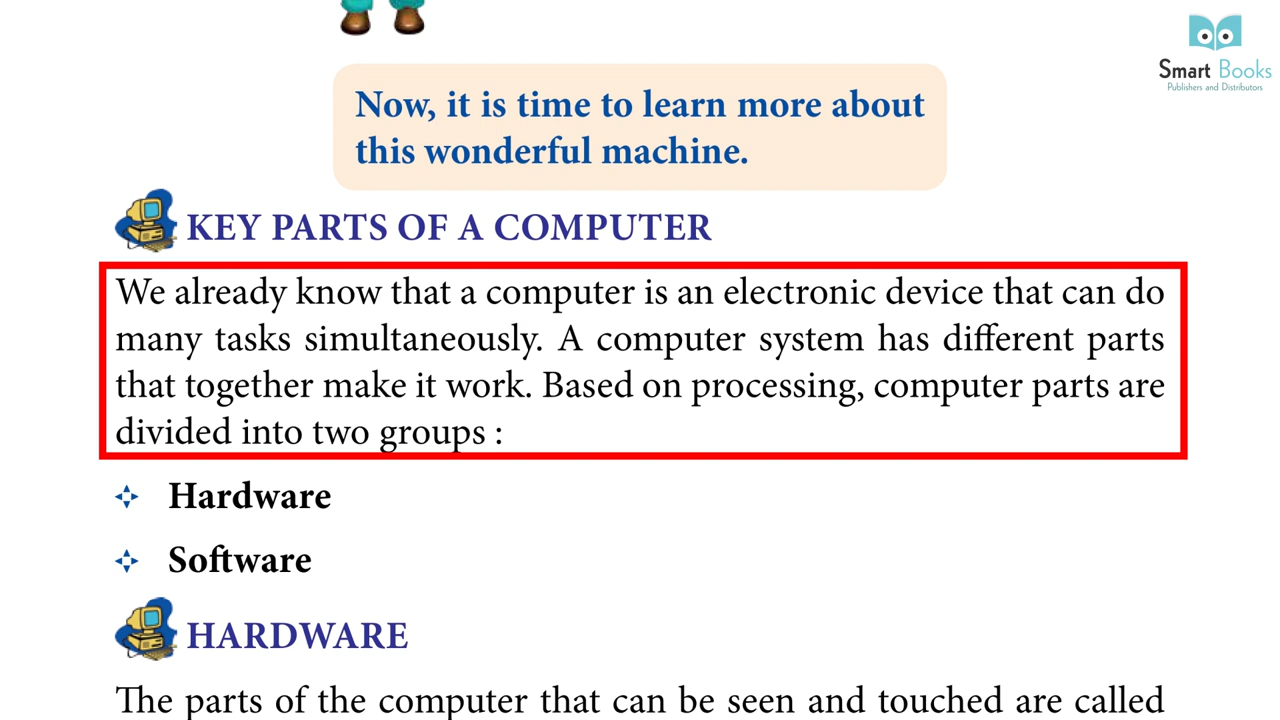 Smart Books
Publishers and Distributors
Now, it is time to learn more about
this wonderful machine.
KEY PARTS OF A COMPUTER
We already know that a computer is an electronic device that can do
many tasks simultaneously. A computer system has different parts
that together make it work. Based on processing, computer parts are
divided into two groups :
Hardware
Software
HARDWARE
The parts of the computer that can be seen and touched are called